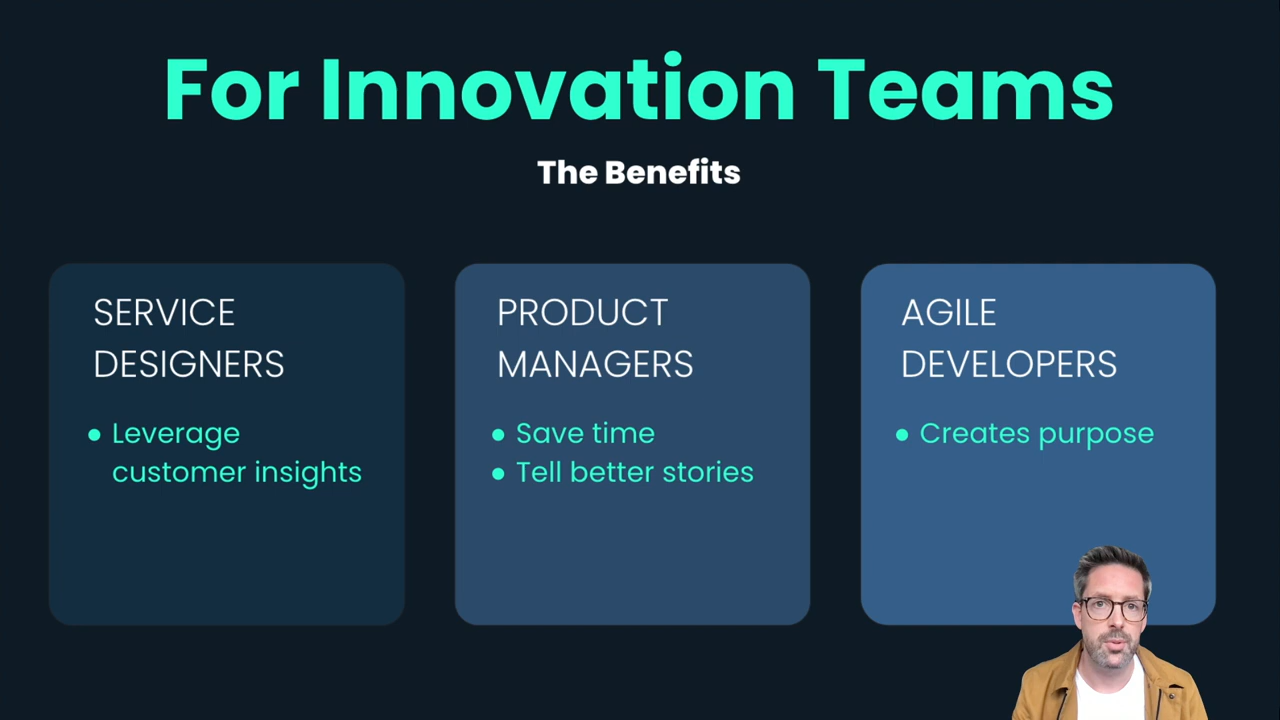 For Innovation Teams
The Benefits
SERVICE
DESIGNERS
● Leverage
customer insights
PRODUCT
MANAGERS
● Save time
● Tell better stories
AGILE
DEVELOPERS
● Creates purpose